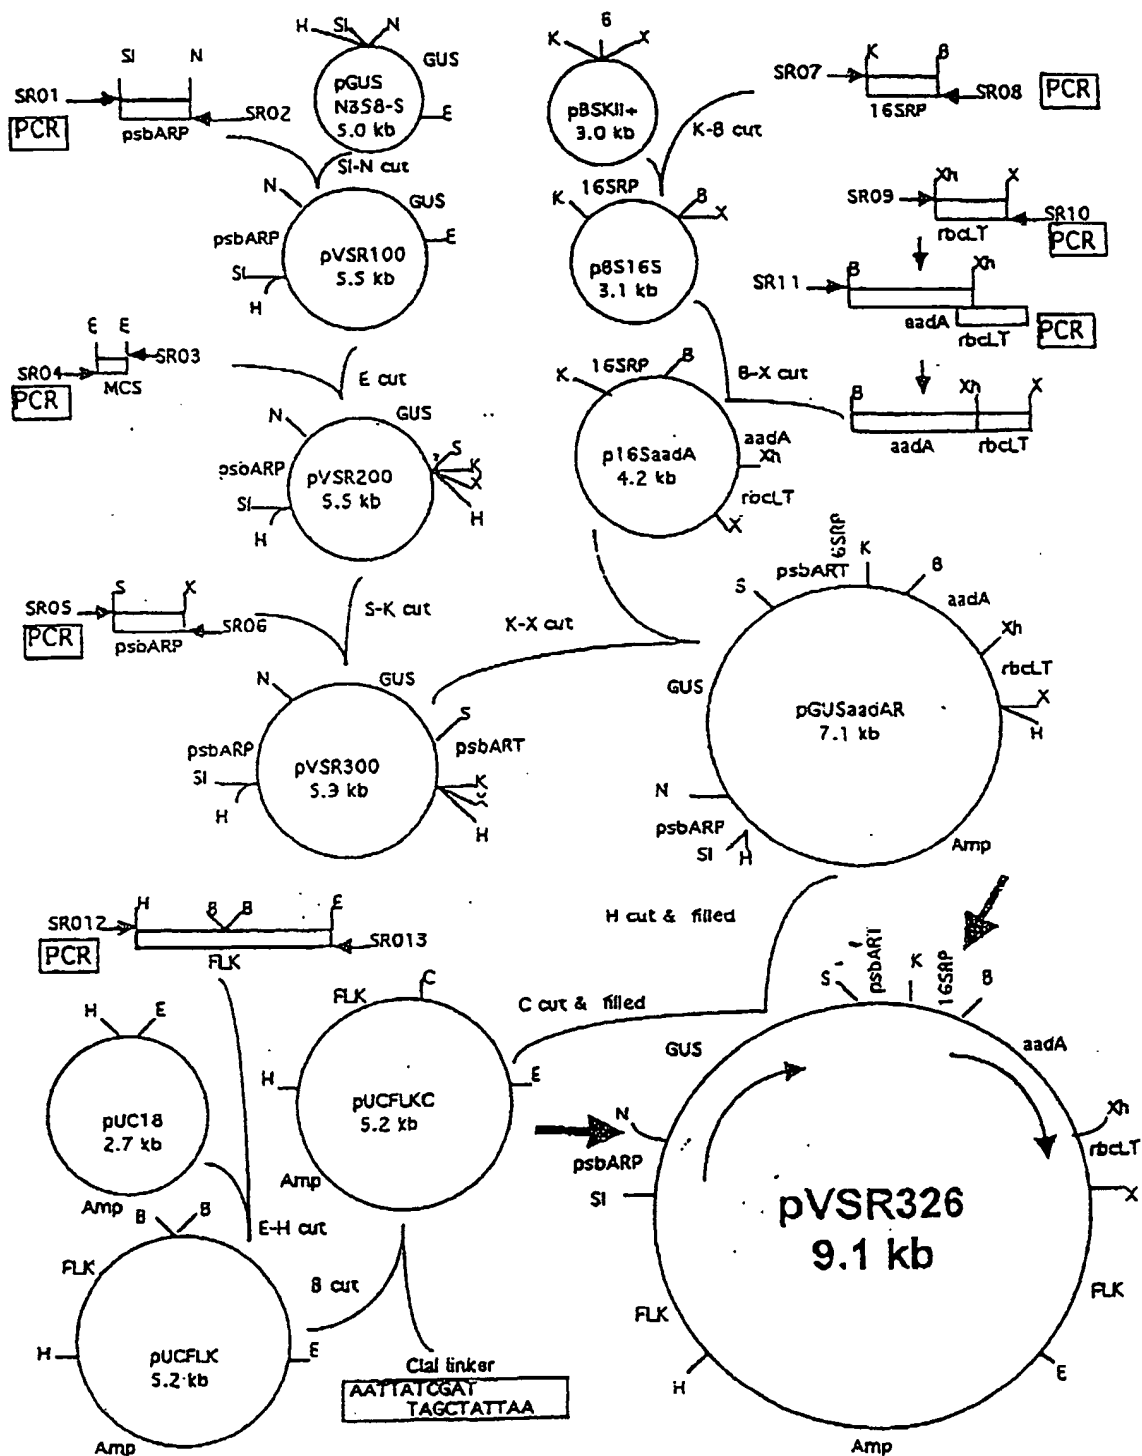 H SI N
GUS
pGUS
N3S8-S
5.0 kb
E
SI N
SR01
SR02
PCR
psbARP
SI-N cut
K B X
pBSKII+
3.0 kb
K B
SR07
SR08
16SRP
PCR
K-B cut
N
GUS
psbARP
pVSR100
5.5 kb
E
SI
H
16SRP
K
B
X
pBS16S
3.1 kb
Xh X
SR09
SR10
rbcLT
PCR
B Xh
SR11
aadA
rbcLT
PCR
E E
SR03
SR04
MCS
PCR
E cut
16SRP
K
B
B-X cut
B Xh X
aadA rbcLT
p16SaadA
4.2 kb
aadA
Xh
rbcLT
X
N
GUS
psbARP
pVSR200
5.5 kb
S
K
X
H
SI
H
S X
SR05
SR06
PCR
psbARP
S-K cut
K-X cut
S
psbART
6SRP
K
B
aadA
Xh
rbcLT
X
H
GUS
pGUSaadAR
7.1 kb
N
psbARP
SI
H
Amp
N
GUS
S
psbARP
psbART
pVSR300
5.3 kb
SI
H
K
X
H
H B B E
SR012
SR013
PCR
FLK
H cut & filled
C cut & filled
FLK
C
H
E
pUCFLKC
5.2 kb
Amp
H E
pUC18
2.7 kb
Amp
E-H cut
B B
FLK
H
E
pUCFLK
5.2 kb
Amp
B cut
ClaI linker
AATTATCGAT
TAGCTATTAA
S
psbART
K
16SRP
B
GUS
aadA
N
Xh
psbARP
rbcLT
SI
X
pVSR326
9.1 kb
FLK
FLK
H
E
Amp